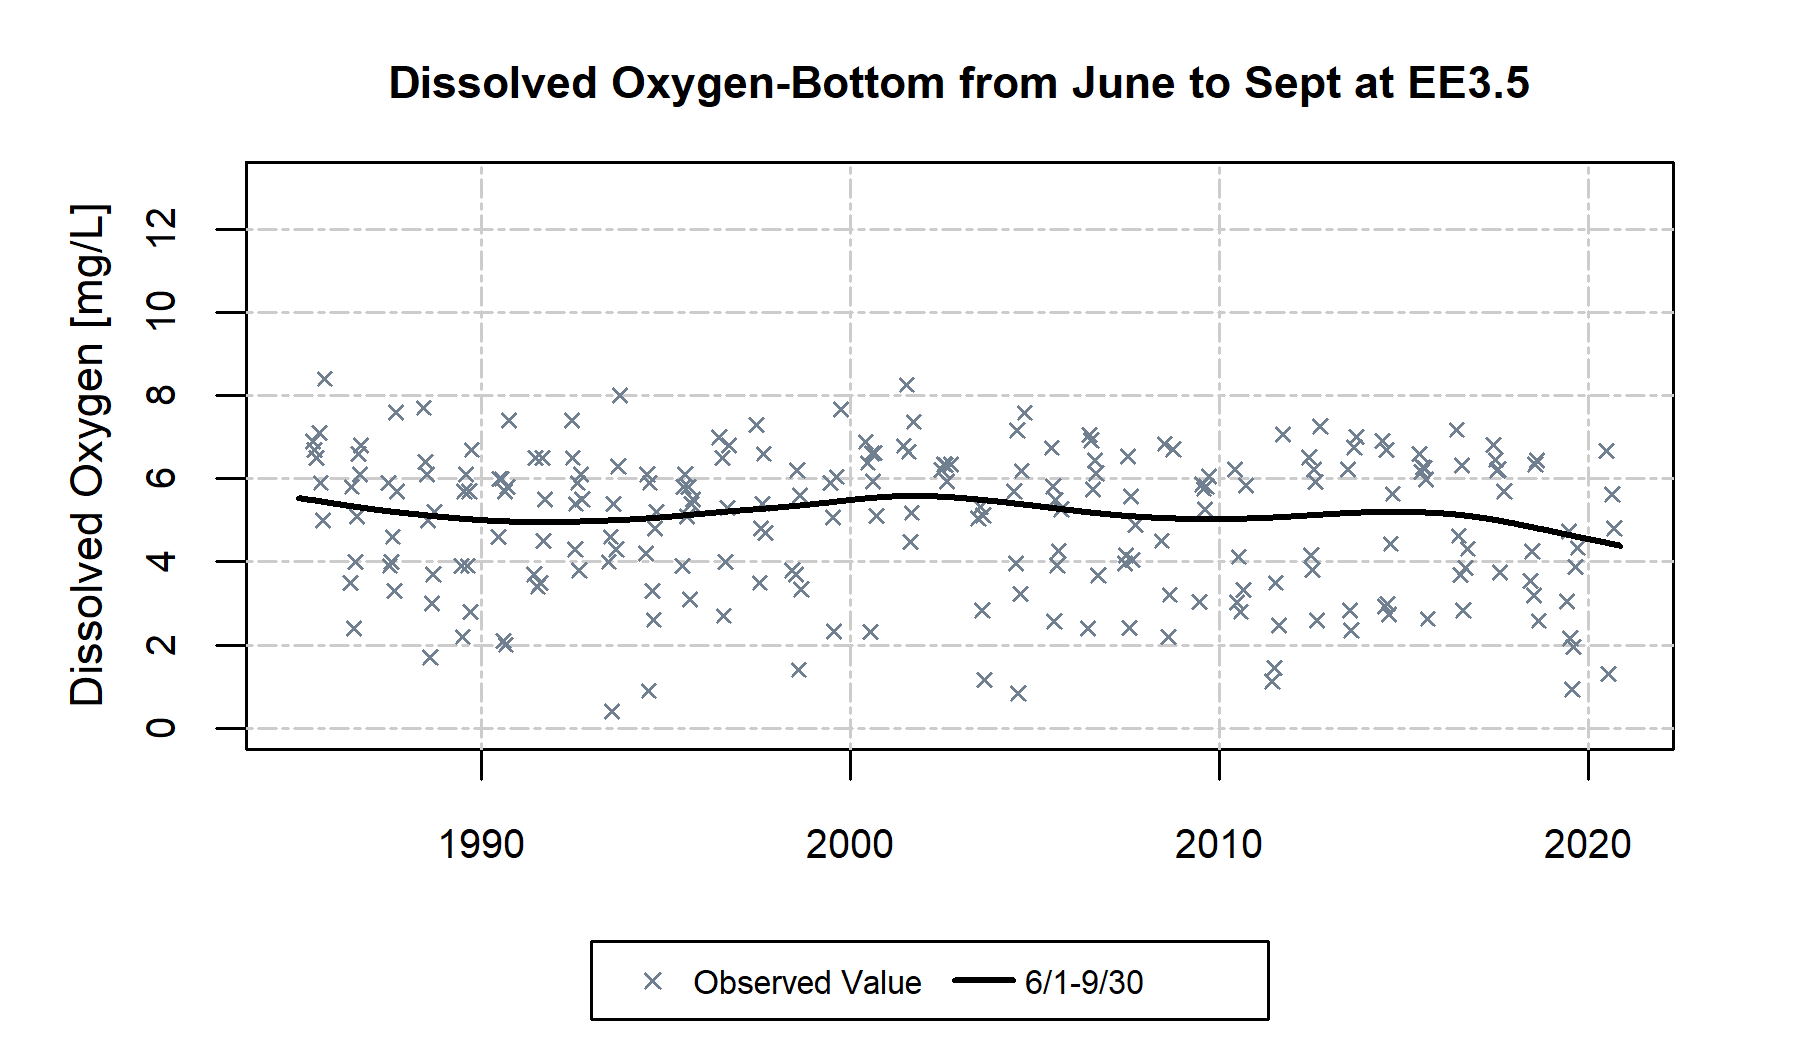 Dissolved Oxygen-Bottom from June to Sept at EE3.5
Dissolved Oxygen [mg/L]
12
10
8
6
4
2
0
1990 2000 2010 2020
Observed Value 6/1-9/30